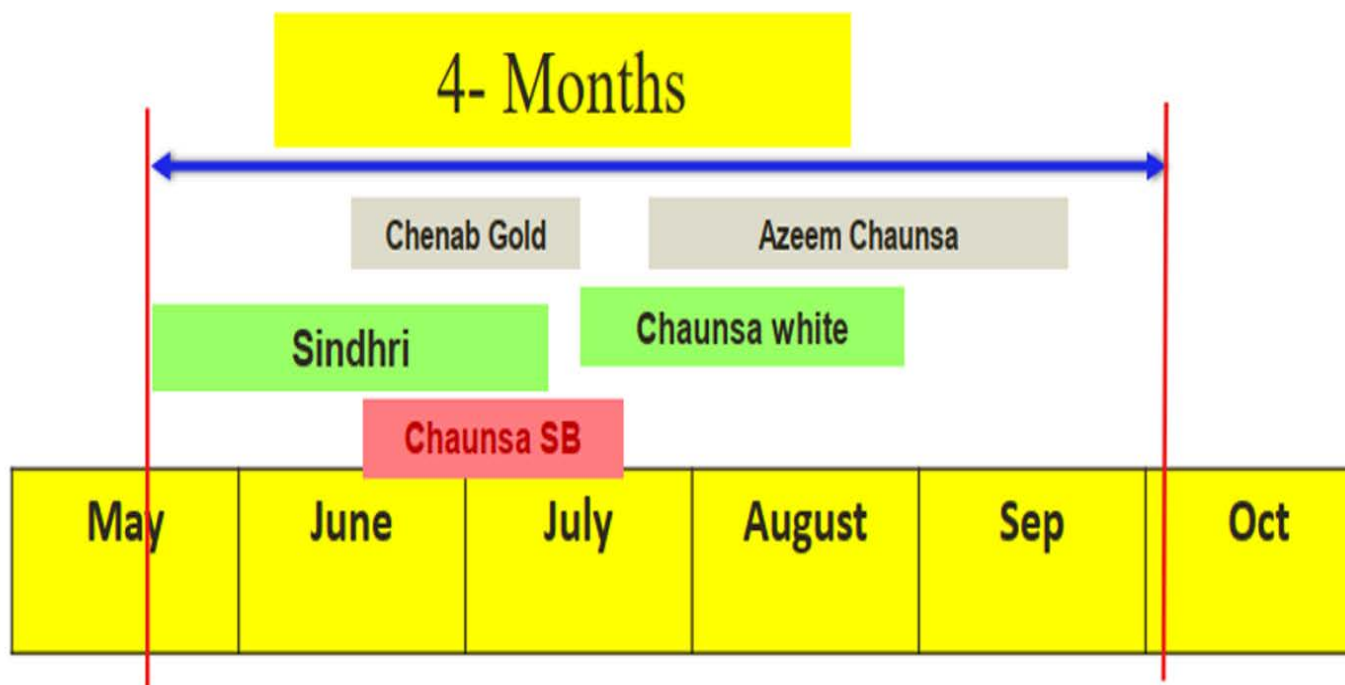 4- Months
Chenab Gold
Azeem Chaunsa
Sindhri
Chaunsa white
Chaunsa SB
May
June
July
August
Sep
Oct